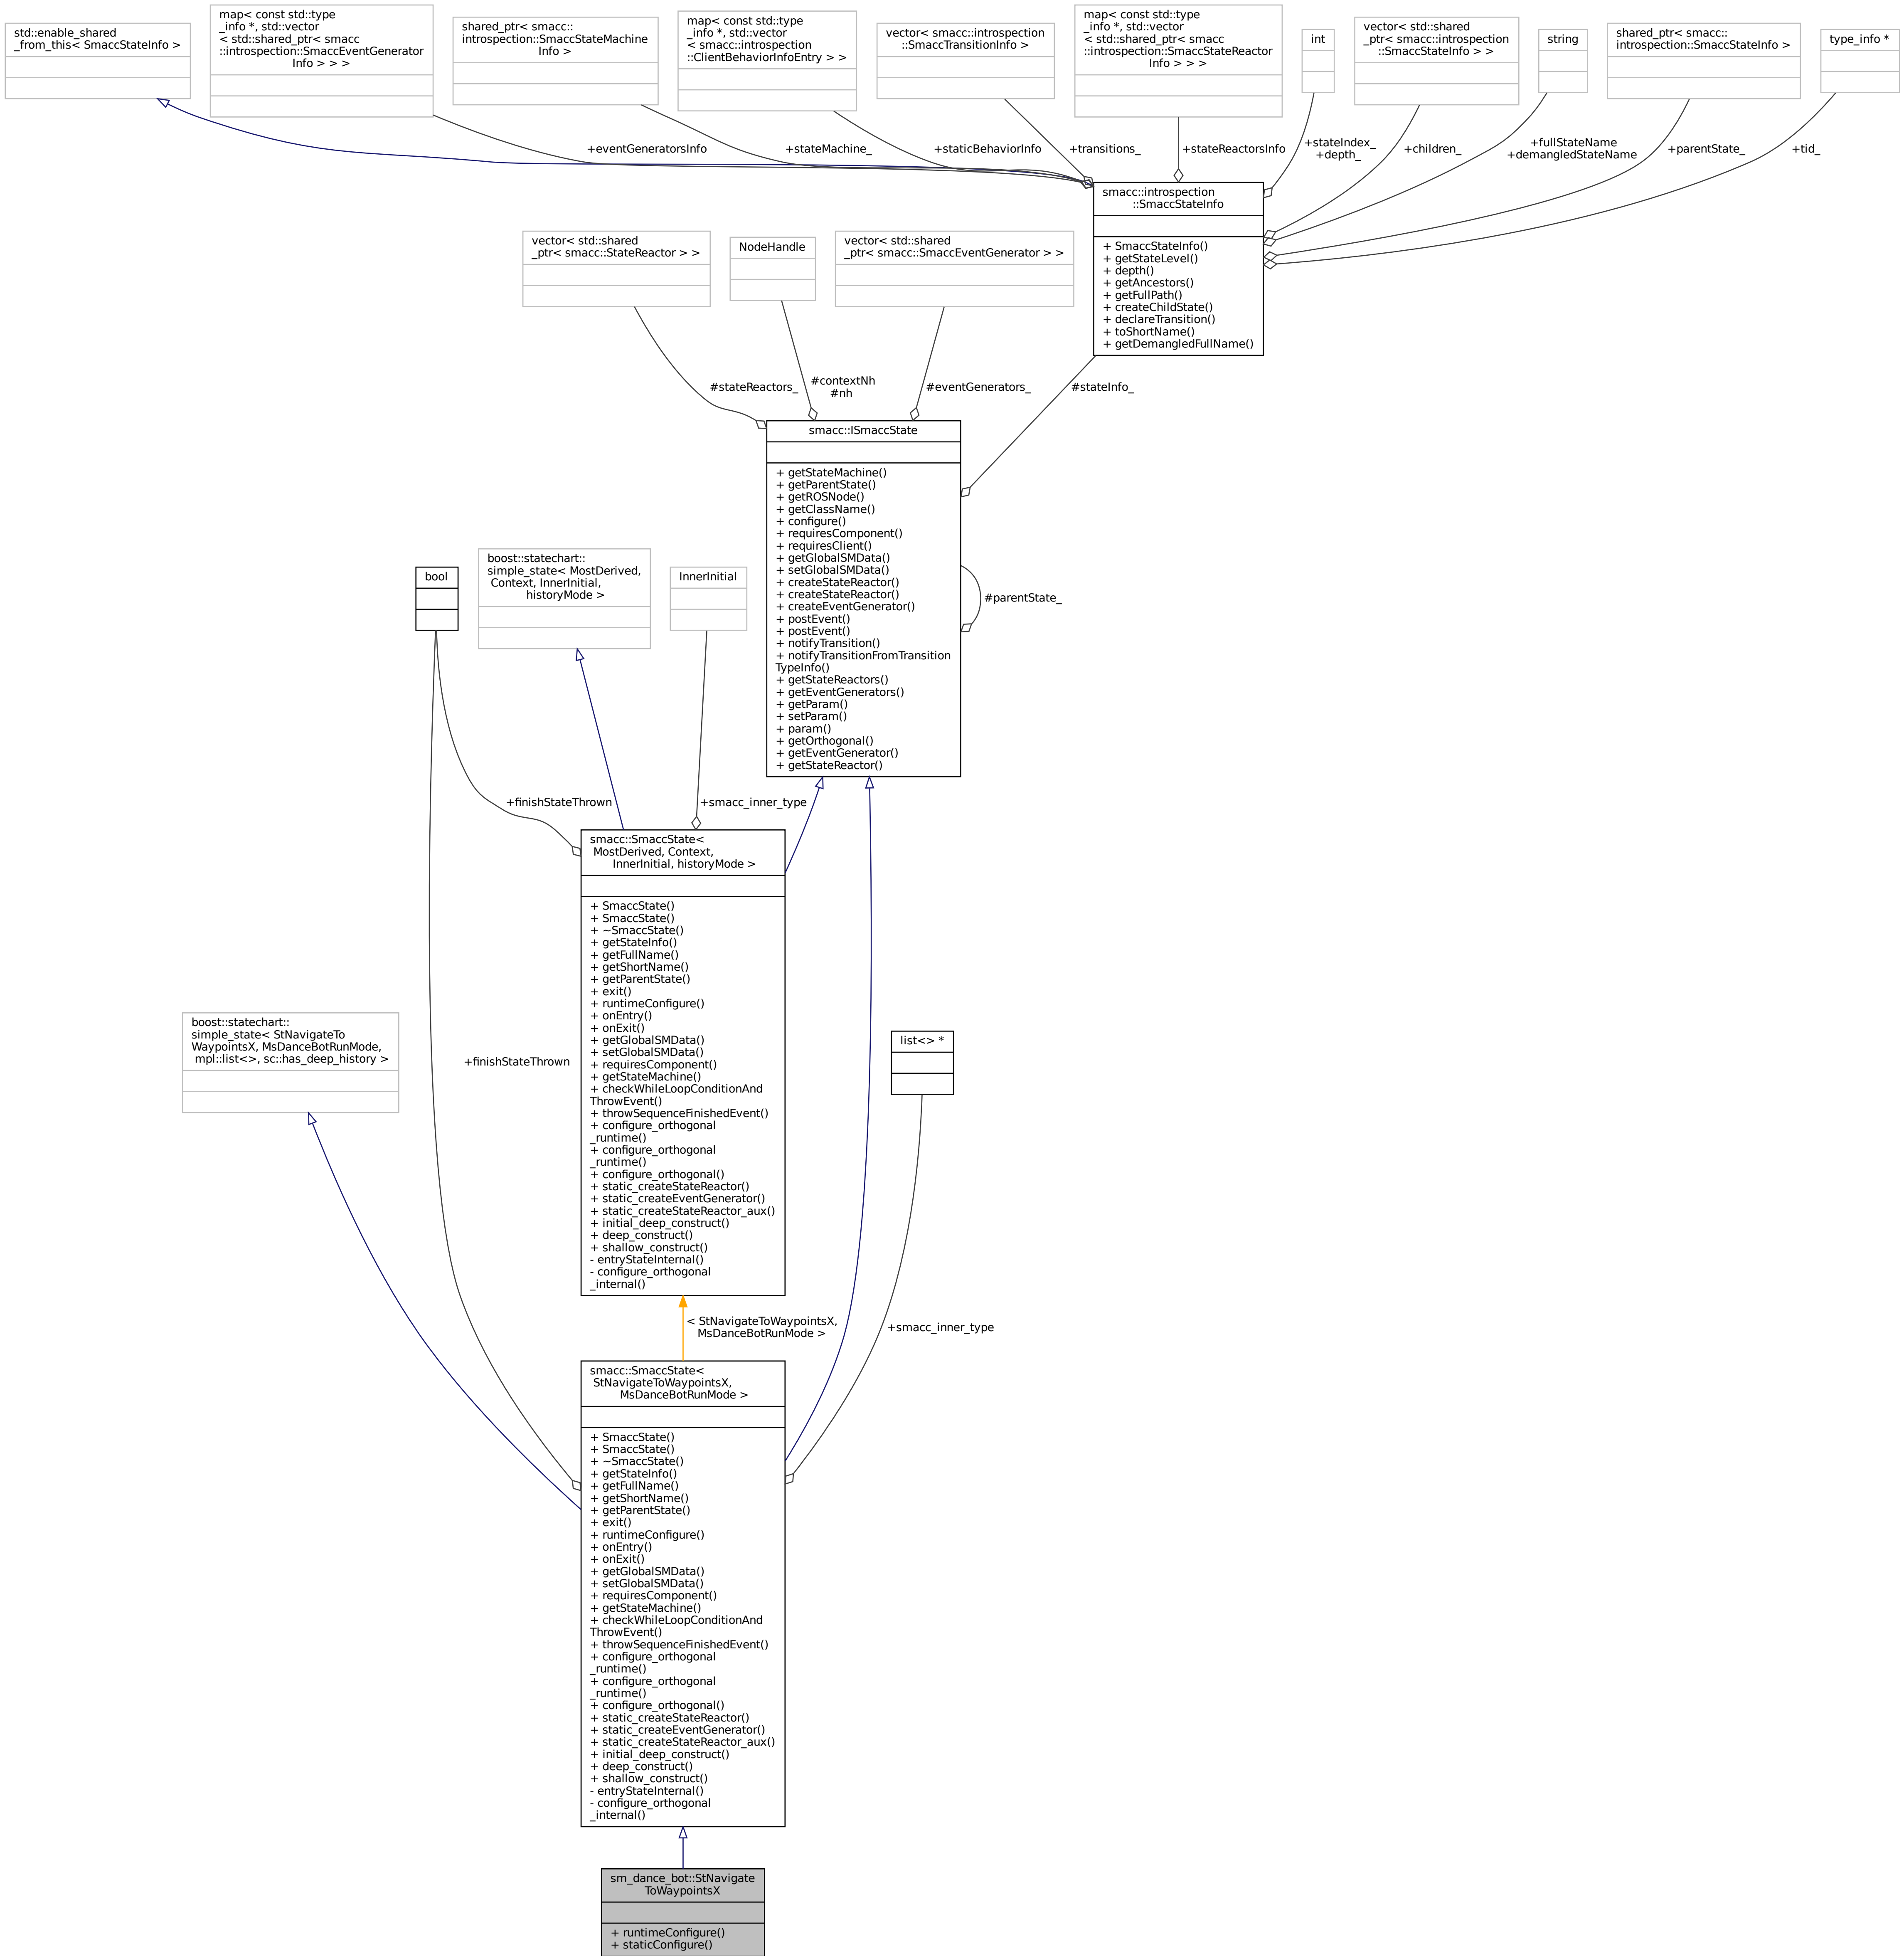 std::enable_shared
_from_this< SmaccStateInfo >
map< const std::type
_info *, std::vector
< std::shared_ptr< smacc
::introspection::SmaccEventGenerator
Info > > >
shared_ptr< smacc::
introspection::SmaccStateMachine
Info >
map< const std::type
_info *, std::vector
< smacc::introspection
::ClientBehaviorInfoEntry > >
vector< smacc::introspection
::SmaccTransitionInfo >
map< const std::type
_info *, std::vector
< std::shared_ptr< smacc
::introspection::SmaccStateReactor
Info > > >
int
vector< std::shared
_ptr< smacc::introspection
::SmaccStateInfo > >
string
shared_ptr< smacc::
introspection::SmaccStateInfo >
type_info *
+eventGeneratorsInfo
+stateMachine_
+staticBehaviorInfo
+transitions_
+stateReactorsInfo
+stateIndex_
+depth_
+children_
+fullStateName
+demangledStateName
+parentState_
+tid_
smacc::introspection
::SmaccStateInfo
+ SmaccStateInfo()
+ getStateLevel()
+ depth()
+ getAncestors()
+ getFullPath()
+ createChildState()
+ declareTransition()
+ toShortName()
+ getDemangledFullName()
vector< std::shared
_ptr< smacc::StateReactor > >
NodeHandle
vector< std::shared
_ptr< smacc::SmaccEventGenerator > >
#stateReactors_
#contextNh
#nh
#eventGenerators_
#stateInfo_
smacc::ISmaccState
+ getStateMachine()
+ getParentState()
+ getROSNode()
+ getClassName()
+ configure()
+ requiresComponent()
+ requiresClient()
+ getGlobalSMData()
+ setGlobalSMData()
+ createStateReactor()
+ createStateReactor()
+ createEventGenerator()
+ postEvent()
+ postEvent()
+ notifyTransition()
+ notifyTransitionFromTransition
TypeInfo()
+ getStateReactors()
+ getEventGenerators()
+ getParam()
+ setParam()
+ param()
+ getOrthogonal()
+ getEventGenerator()
+ getStateReactor()
#parentState_
bool
boost::statechart::
simple_state< MostDerived,
Context, InnerInitial,
historyMode >
InnerInitial
+finishStateThrown
+smacc_inner_type
smacc::SmaccState<
MostDerived, Context,
InnerInitial, historyMode >
+ SmaccState()
+ SmaccState()
+ ~SmaccState()
+ getStateInfo()
+ getFullName()
+ getShortName()
+ getParentState()
+ exit()
+ runtimeConfigure()
+ onEntry()
+ onExit()
+ getGlobalSMData()
+ setGlobalSMData()
+ requiresComponent()
+ getStateMachine()
+ checkWhileLoopConditionAnd
ThrowEvent()
+ throwSequenceFinishedEvent()
+ configure_orthogonal
_runtime()
+ configure_orthogonal
_runtime()
+ configure_orthogonal()
+ static_createStateReactor()
+ static_createEventGenerator()
+ static_createStateReactor_aux()
+ initial_deep_construct()
+ deep_construct()
+ shallow_construct()
- entryStateInternal()
- configure_orthogonal
_internal()
boost::statechart::
simple_state< StNavigateTo
WaypointsX, MsDanceBotRunMode,
mpl::list<>, sc::has_deep_history >
+finishStateThrown
list<> *
< StNavigateToWaypointsX,
MsDanceBotRunMode >
+smacc_inner_type
smacc::SmaccState<
StNavigateToWaypointsX,
MsDanceBotRunMode >
+ SmaccState()
+ SmaccState()
+ ~SmaccState()
+ getStateInfo()
+ getFullName()
+ getShortName()
+ getParentState()
+ exit()
+ runtimeConfigure()
+ onEntry()
+ onExit()
+ getGlobalSMData()
+ setGlobalSMData()
+ requiresComponent()
+ getStateMachine()
+ checkWhileLoopConditionAnd
ThrowEvent()
+ throwSequenceFinishedEvent()
+ configure_orthogonal
_runtime()
+ configure_orthogonal
_runtime()
+ configure_orthogonal()
+ static_createStateReactor()
+ static_createEventGenerator()
+ static_createStateReactor_aux()
+ initial_deep_construct()
+ deep_construct()
+ shallow_construct()
- entryStateInternal()
- configure_orthogonal
_internal()
sm_dance_bot::StNavigate
ToWaypointsX
+ runtimeConfigure()
+ staticConfigure()